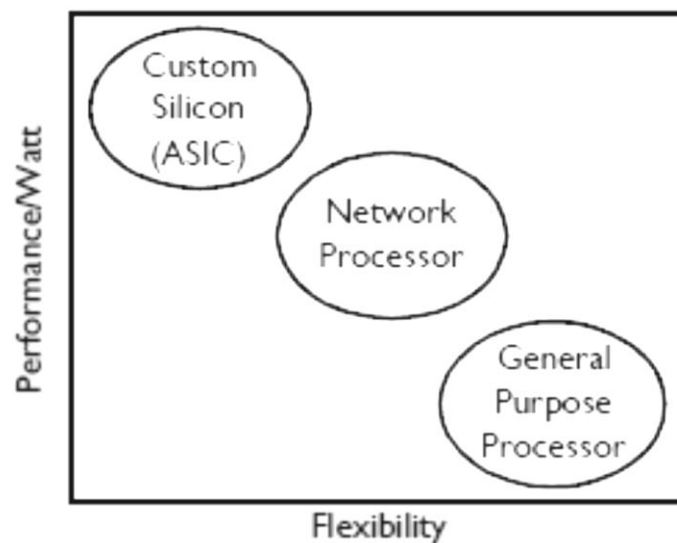 Performance/Watt
Custom
Silicon
(ASIC)
Network
Processor
General
Purpose
Processor
Flexibility